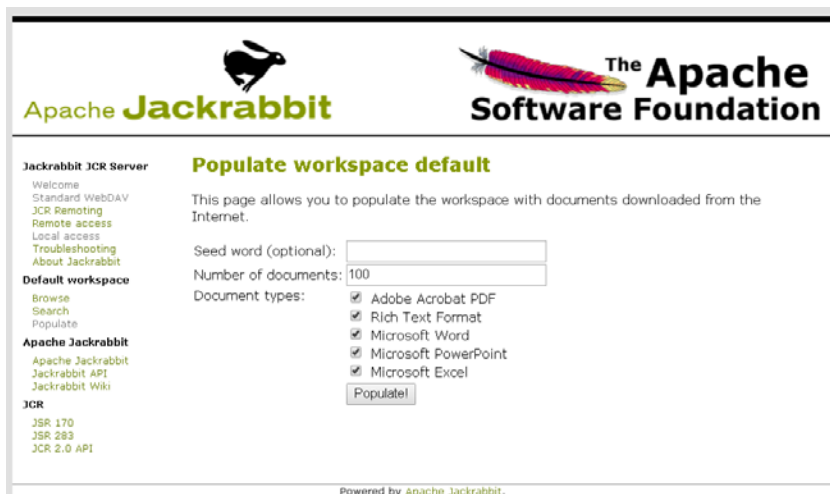 Apache Jackrabbit
The Apache
Software Foundation
Jackrabbit JCR Server
Welcome
Standard WebDAV
JCR Remoting
Remote access
Local access
Troubleshooting
About Jackrabbit
Default workspace
Browse
Search
Populate
Apache Jackrabbit
Apache Jackrabbit
Jackrabbit API
Jackrabbit Wiki
JCR
JSR 170
JSR 283
JCR 2.0 API
Populate workspace default
This page allows you to populate the workspace with documents downloaded from the
Internet.
Seed word (optional):
Number of documents: 100
Document types:
Adobe Acrobat PDF
Rich Text Format
Microsoft Word
Microsoft PowerPoint
Microsoft Excel
Populate!
Powered by Apache Jackrabbit.